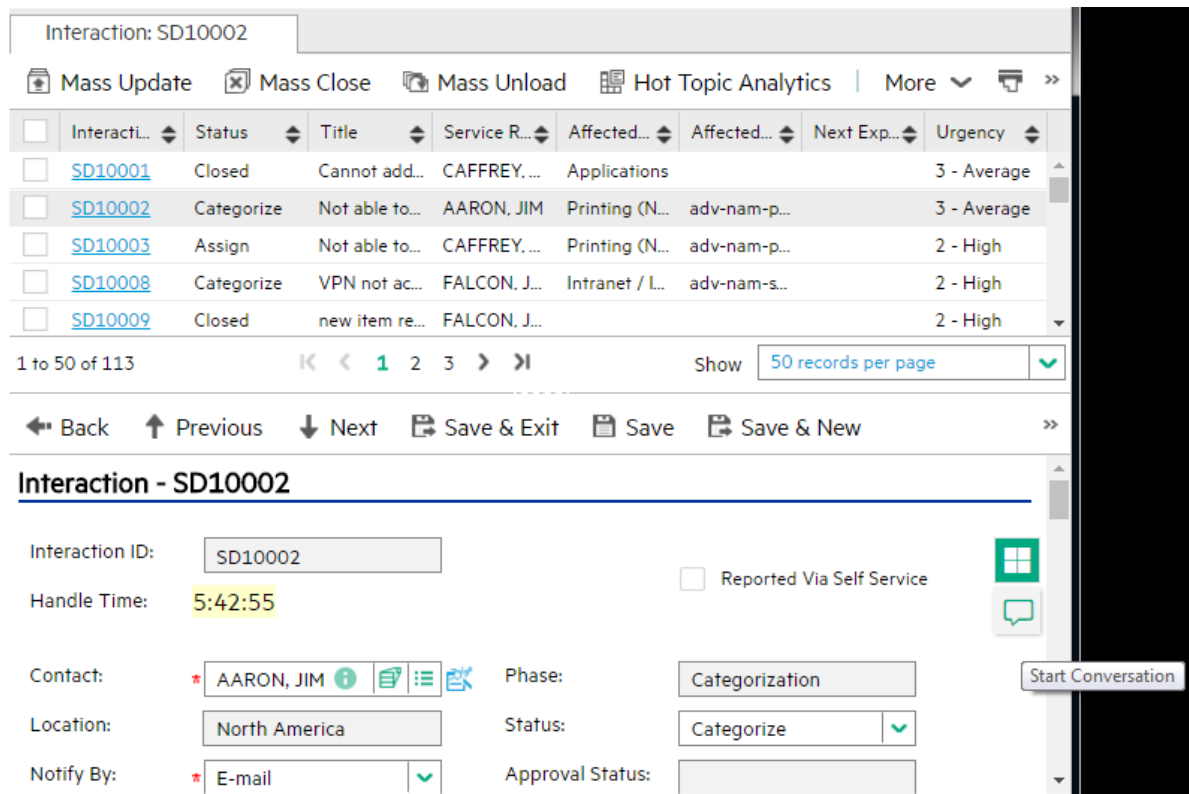 Interaction: SD10002
Mass Update Mass Close Mass Unload Hot Topic Analytics More »
Interacti... Status Title Service R... Affected... Affected... Next Exp... Urgency
SD10001 Closed Cannot add... CAFFREY, ... Applications 3 - Average
SD10002 Categorize Not able to... AARON, JIM Printing (N... adv-nam-p... 3 - Average
SD10003 Assign Not able to... CAFFREY, ... Printing (N... adv-nam-p... 2 - High
SD10008 Categorize VPN not ac... FALCON, J... Intranet / I... adv-nam-s... 2 - High
SD10009 Closed new item re... FALCON, J... 2 - High
1 to 50 of 113 1 2 3 Show 50 records per page
Back Previous Next Save & Exit Save Save & New »
Interaction - SD10002
Interaction ID: SD10002
Reported Via Self Service
Handle Time: 5:42:55
Contact: * AARON, JIM Phase: Categorization
Start Conversation
Location: North America Status: Categorize
Notify By: * E-mail Approval Status: